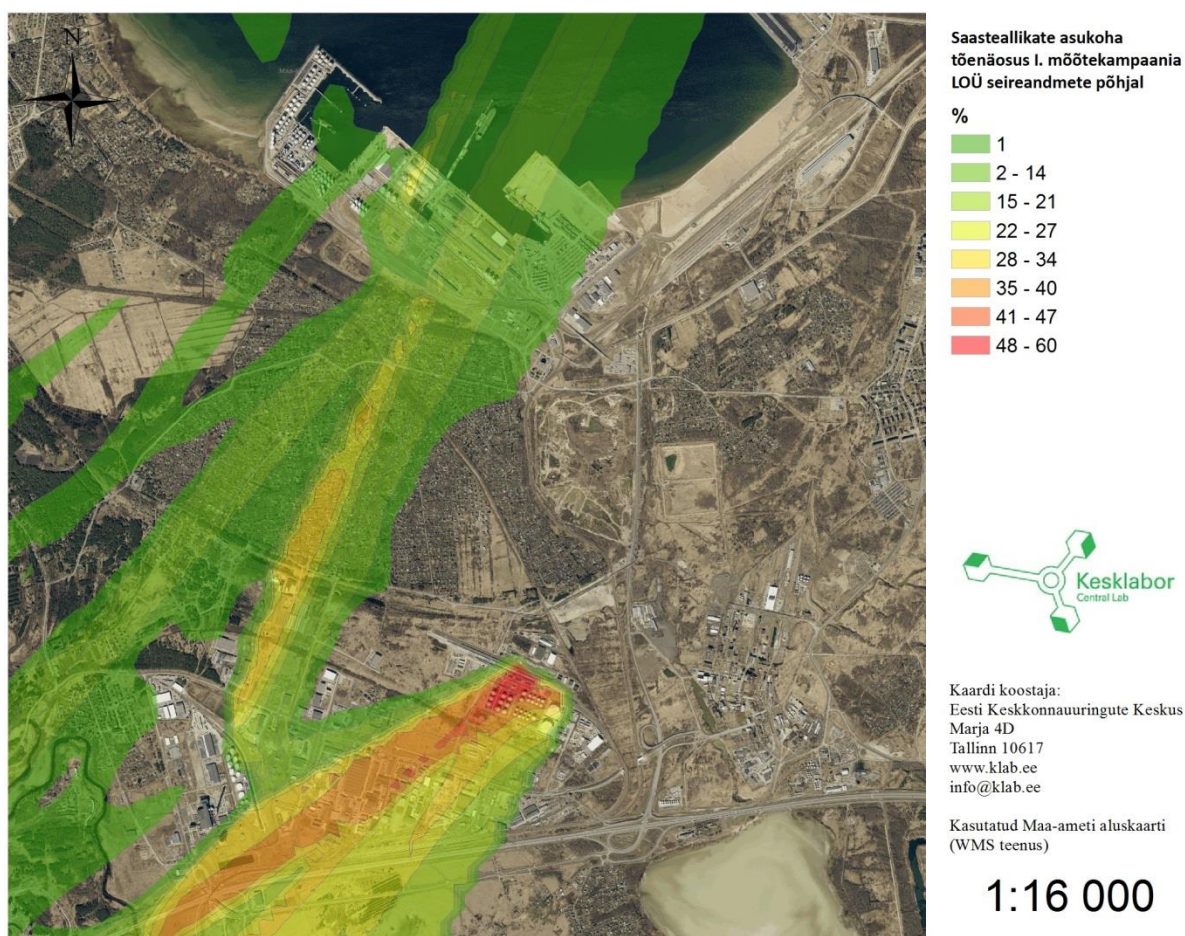 N
Saasteallikate asukoha
tõenäosus I. mõõtekampaania
LOÜ seireandmete põhjal
%
1
2 - 14
15 - 21
22 - 27
28 - 34
35 - 40
41 - 47
48 - 60
Kesklabor
Central Lab
Kaardi koostaja:
Eesti Keskkonnauuringute Keskus
Marja 4D
Tallinn 10617
www.klab.ee
info@klab.ee
Kasutatud Maa-ameti aluskaarti
(WMS teenus)
1:16 000